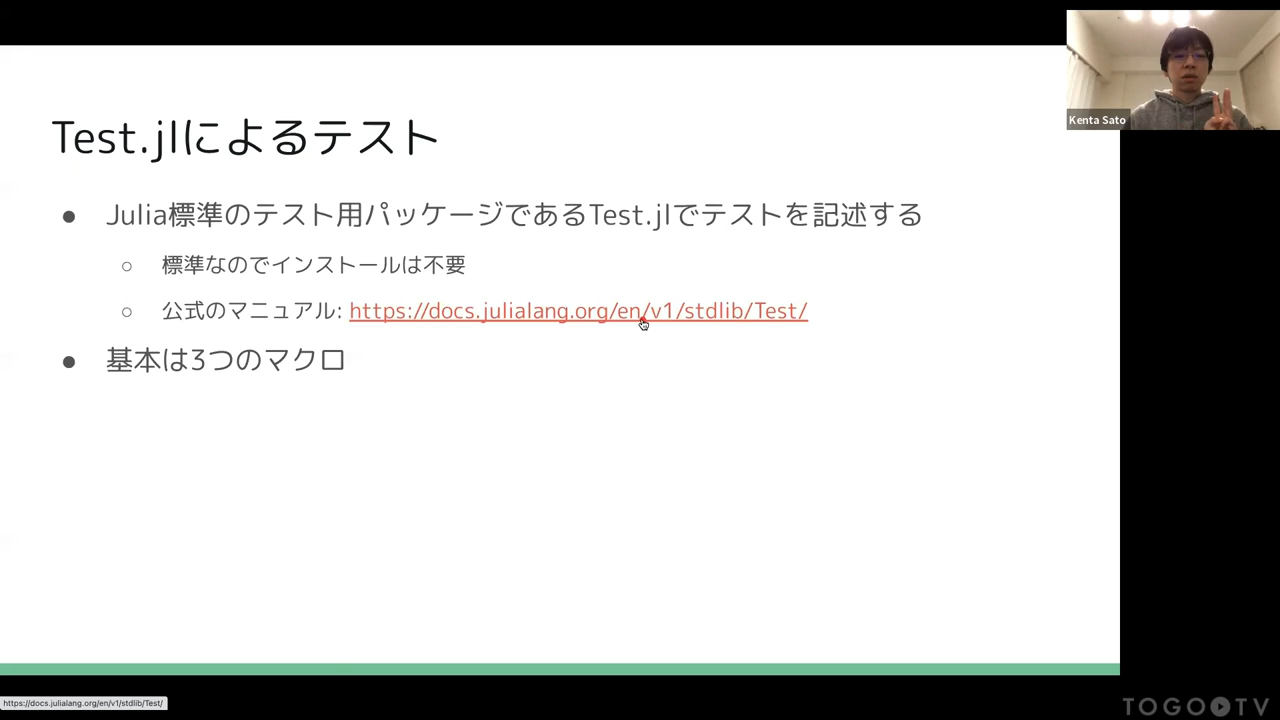 Test.jlによるテスト
● Julia標準のテスト用パッケージであるTest.jlでテストを記述する
○ 標準なのでインストールは不要
○ 公式のマニュアル: https://docs.julialang.org/en/v1/stdlib/Test/
● 基本は3つのマクロ
Kenta Sato
https://docs.julialang.org/en/v1/stdlib/Test/
TOGOTV